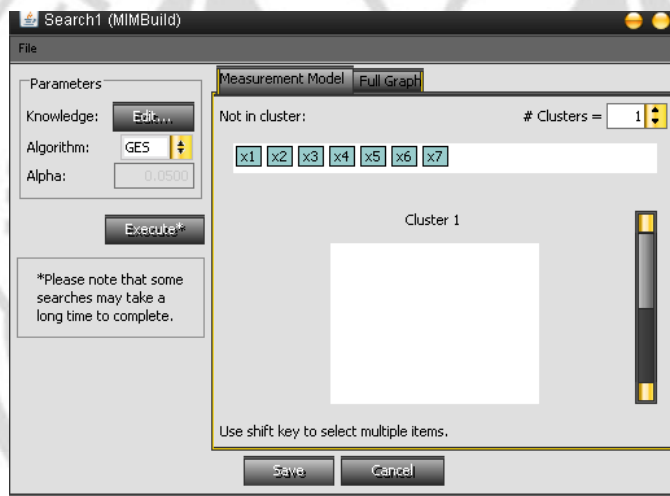 Search1 (MIMBuild)
File
Parameters
Knowledge: Edit...
Algorithm: GES
Alpha: 0.0500
Execute*
*Please note that some
searches may take a
long time to complete.
Measurement Model Full Graph
Not in cluster: # Clusters = 1
x1 x2 x3 x4 x5 x6 x7
Cluster 1
Use shift key to select multiple items.
Save Cancel